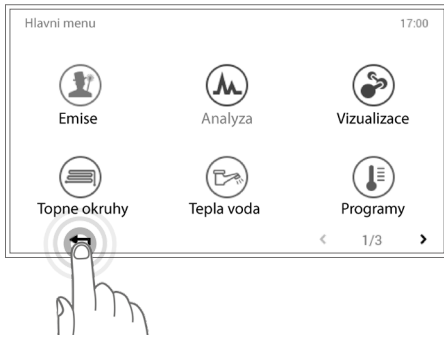 Hlavni menu 17:00
Emise Analyza Vizualizace
Topne okruhy Tepla voda Programy
1/3